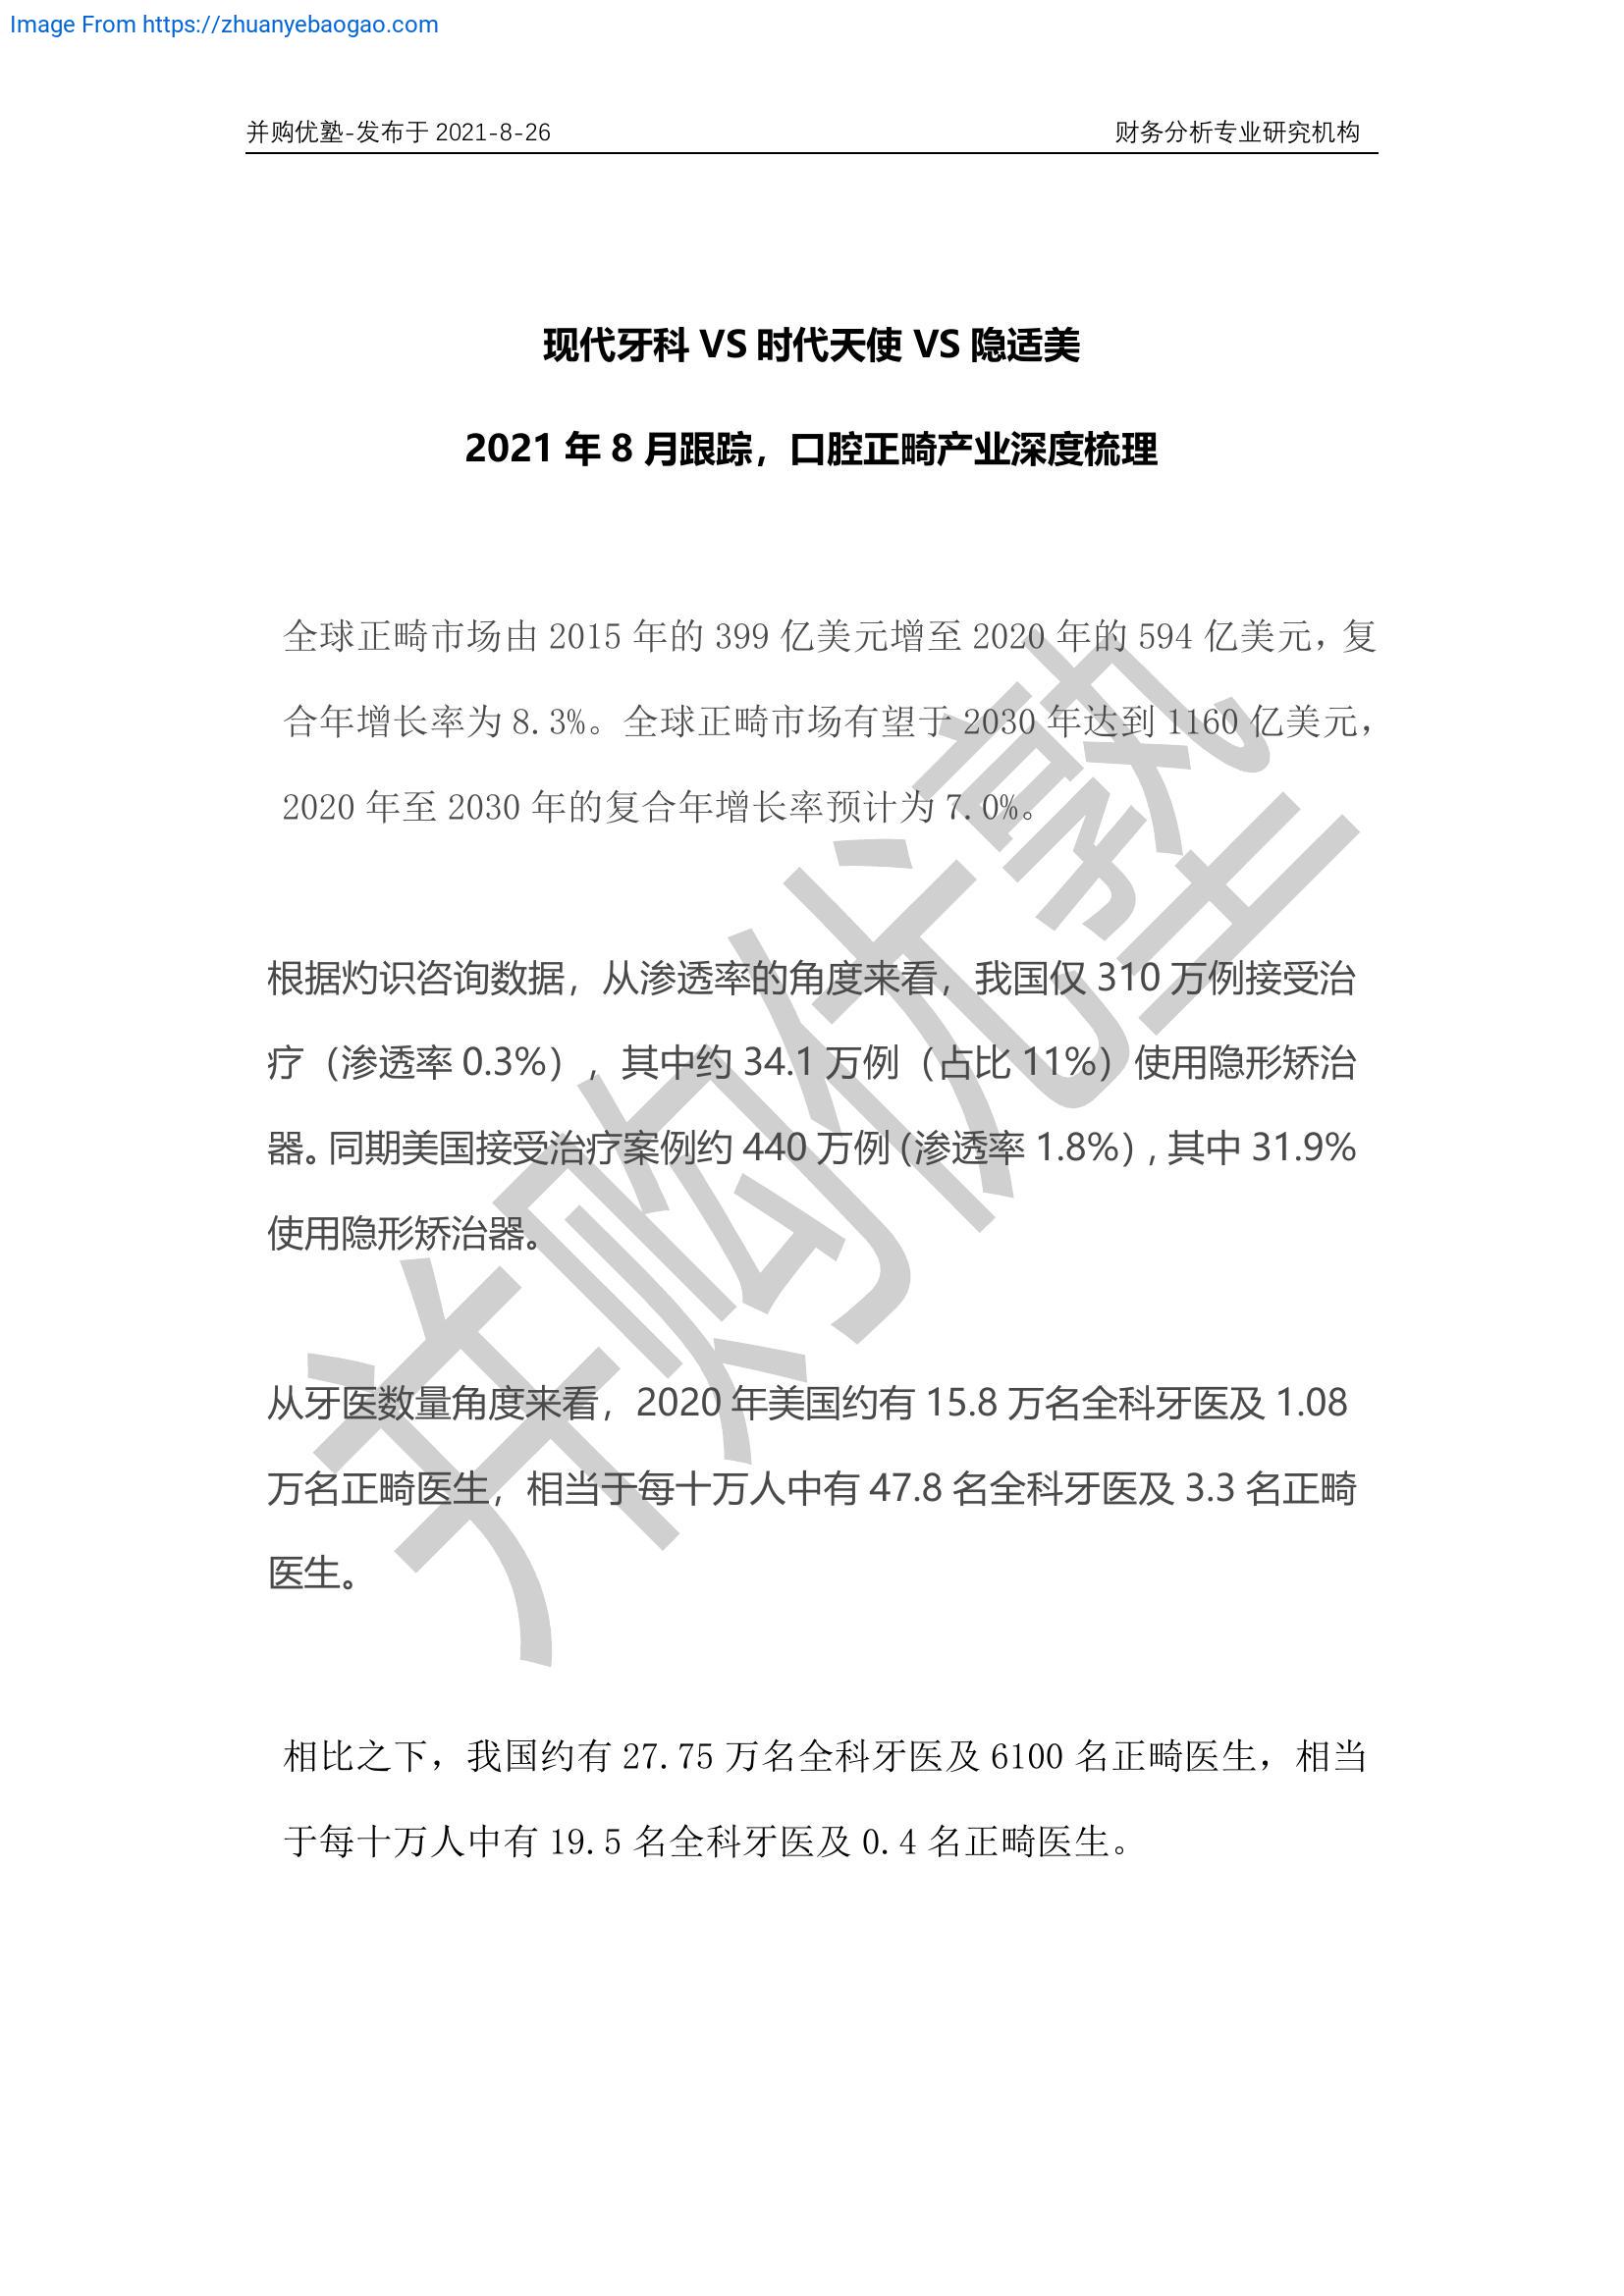 Image From https://zhuanyebaogao.com
并购优塾-发布于 2021-8-26 财务分析专业研究机构
现代牙科 VS 时代天使 VS 隐适美
2021 年 8 月跟踪，口腔正畸产业深度梳理
全球正畸市场由 2015 年的 399 亿美元增至 2020 年的 594 亿美元，复
合年增长率为 8.3%。全球正畸市场有望于 2030 年达到 1160 亿美元，
2020 年至 2030 年的复合年增长率预计为 7.0%。
根据灼识咨询数据，从渗透率的角度来看，我国仅 310 万例接受治
疗（渗透率 0.3%），其中约 34.1 万例（占比 11%）使用隐形矫治
器。同期美国接受治疗案例约 440 万例（渗透率 1.8%），其中 31.9%
使用隐形矫治器。
从牙医数量角度来看，2020 年美国约有 15.8 万名全科牙医及 1.08
万名正畸医生，相当于每十万人中有 47.8 名全科牙医及 3.3 名正畸
医生。
相比之下，我国约有 27.75 万名全科牙医及 6100 名正畸医生，相当
于每十万人中有 19.5 名全科牙医及 0.4 名正畸医生。
并购优塾